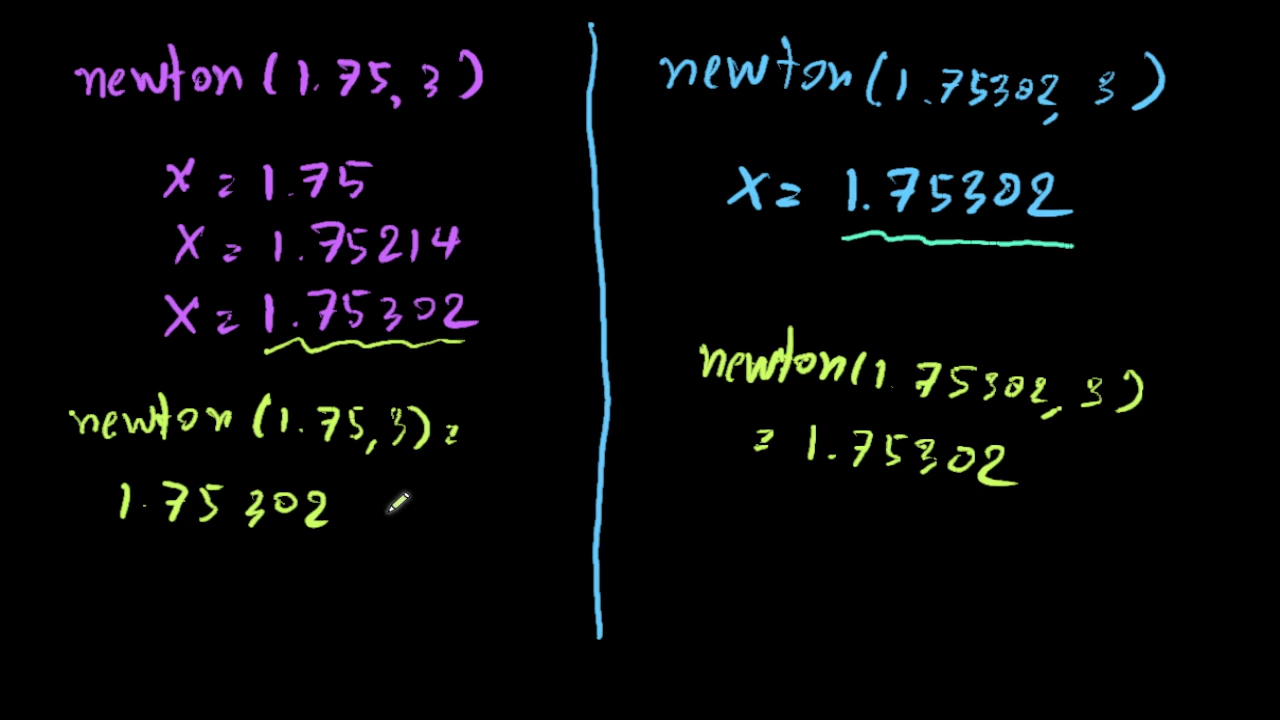 newton (1.75, 3)
x = 1.75
x = 1.75214
x = 1.75302
newton (1.75, 3) =
1.75302
newton (1.75302, 3)
x = 1.75302
newton (1.75302, 3)
= 1.75302